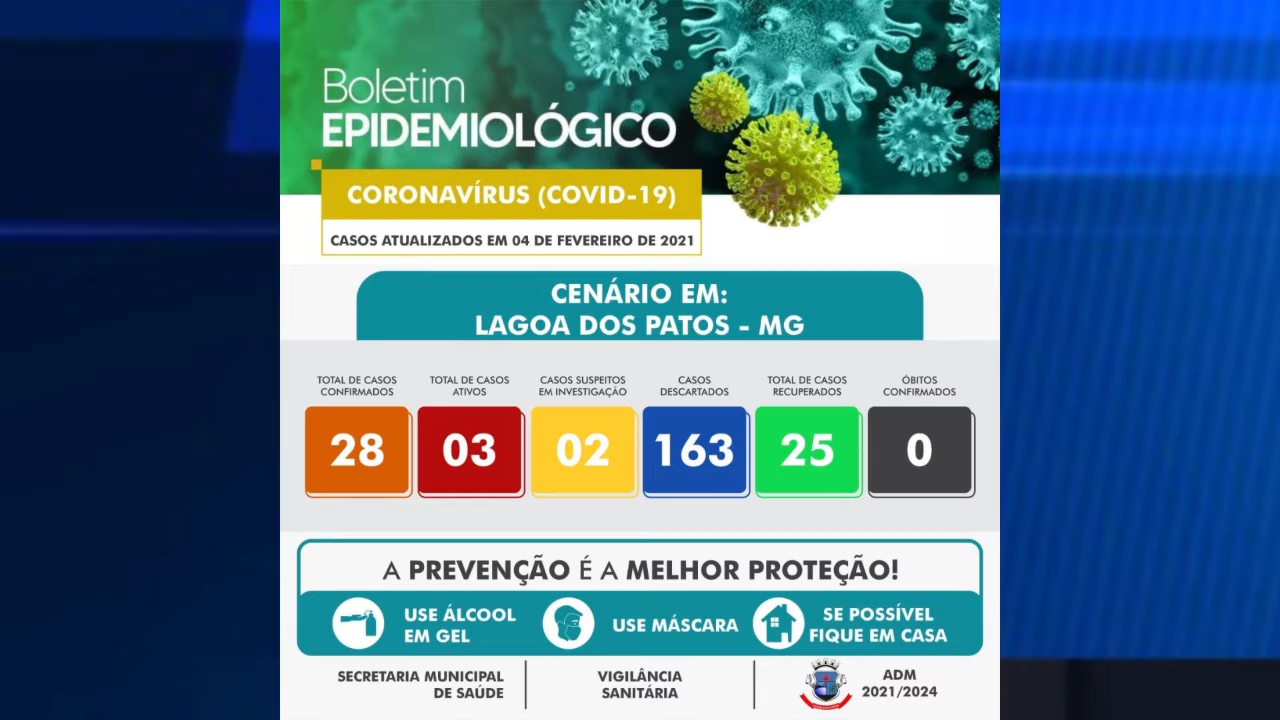 Boletim
EPIDEMIOLÓGICO
CORONAVÍRUS (COVID-19)
CASOS ATUALIZADOS EM 04 DE FEVEREIRO DE 2021
CENÁRIO EM:
LAGOA DOS PATOS - MG
TOTAL DE CASOS
CONFIRMADOS
28
TOTAL DE CASOS
ATIVOS
03
CASOS SUSPEITOS
EM INVESTIGAÇÃO
02
CASOS
DESCARTADOS
163
TOTAL DE CASOS
RECUPERADOS
25
ÓBITOS
CONFIRMADOS
0
A PREVENÇÃO É A MELHOR PROTEÇÃO!
USE ÁLCOOL
EM GEL
USE MÁSCARA
SE POSSÍVEL
FIQUE EM CASA
SECRETARIA MUNICIPAL
DE SAÚDE
VIGILÂNCIA
SANITÁRIA
ADM
2021/2024